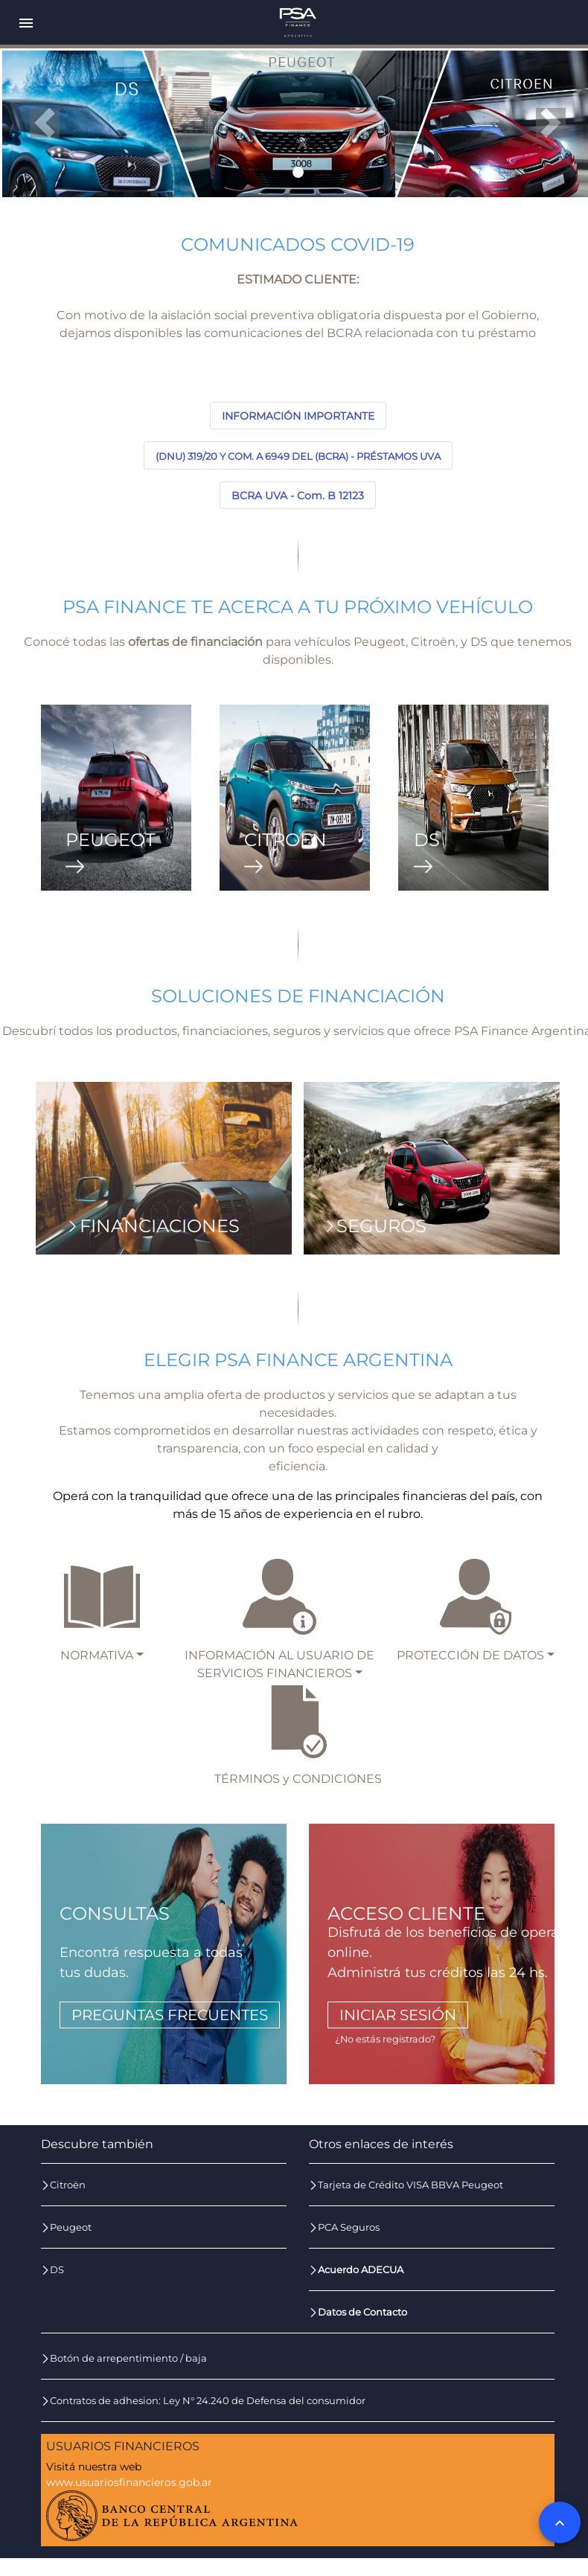 PSA
FINANCE
ARGENTINA
DS
PEUGEOT
CITROEN
3008
COMUNICADOS COVID-19
ESTIMADO CLIENTE:
Con motivo de la aislación social preventiva obligatoria dispuesta por el Gobierno,
dejamos disponibles las comunicaciones del BCRA relacionada con tu préstamo
INFORMACIÓN IMPORTANTE
(DNU) 319/20 Y COM. A 6949 DEL (BCRA) - PRÉSTAMOS UVA
BCRA UVA - Com. B 12123
PSA FINANCE TE ACERCA A TU PRÓXIMO VEHÍCULO
Conocé todas las ofertas de financiación para vehículos Peugeot, Citroën, y DS que tenemos
disponibles.
PEUGEOT
CITROËN
DS
SOLUCIONES DE FINANCIACIÓN
Descubrí todos los productos, financiaciones, seguros y servicios que ofrece PSA Finance Argentina
FINANCIACIONES
SEGUROS
ELEGIR PSA FINANCE ARGENTINA
Tenemos una amplia oferta de productos y servicios que se adaptan a tus
necesidades.
Estamos comprometidos en desarrollar nuestras actividades con respeto, ética y
transparencia, con un foco especial en calidad y
eficiencia.
Operá con la tranquilidad que ofrece una de las principales financieras del país, con
más de 15 años de experiencia en el rubro.
NORMATIVA
INFORMACIÓN AL USUARIO DE
SERVICIOS FINANCIEROS
PROTECCIÓN DE DATOS
TÉRMINOS y CONDICIONES
CONSULTAS
Encontrá respuesta a todas
tus dudas.
PREGUNTAS FRECUENTES
ACCESO CLIENTE
Disfrutá de los beneficios de opera
online.
Administrá tus créditos las 24 hs.
INICIAR SESIÓN
¿No estás registrado?
Descubre también
Citroën
Peugeot
DS
Otros enlaces de interés
Tarjeta de Crédito VISA BBVA Peugeot
PCA Seguros
Acuerdo ADECUA
Datos de Contacto
Botón de arrepentimiento / baja
Contratos de adhesion: Ley N° 24.240 de Defensa del consumidor
USUARIOS FINANCIEROS
Visitá nuestra web
www.usuariosfinancieros.gob.ar
BANCO CENTRAL
DE LA REPÚBLICA ARGENTINA